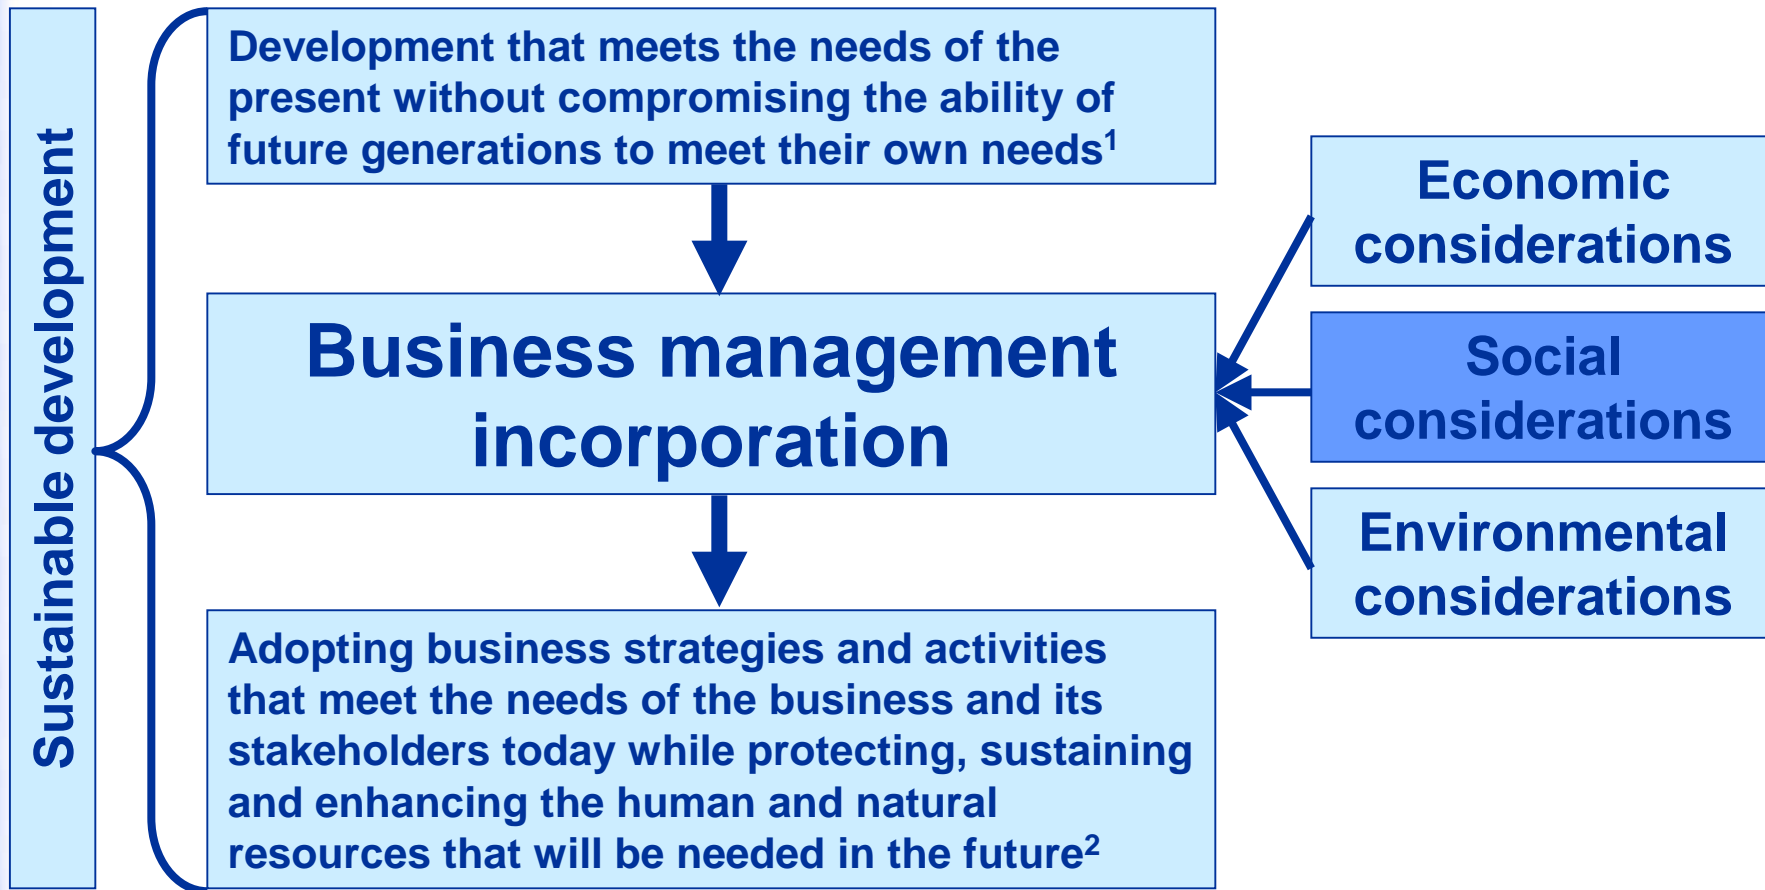 Sustainable development
Development that meets the needs of the
present without compromising the ability of
future generations to meet their own needs¹
Business management
incorporation
Adopting business strategies and activities
that meet the needs of the business and its
stakeholders today while protecting, sustaining
and enhancing the human and natural
resources that will be needed in the future²
Economic
considerations
Social
considerations
Environmental
considerations